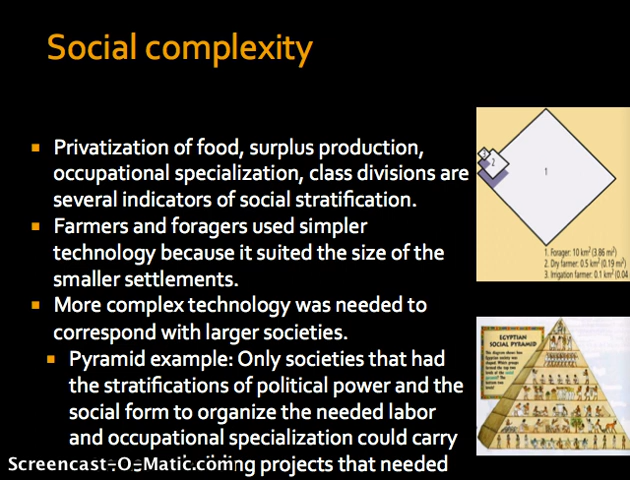 Social complexity
Privatization of food, surplus production,
occupational specialization, class divisions are
several indicators of social stratification.
Farmers and foragers used simpler
technology because it suited the size of the
smaller settlements.
More complex technology was needed to
correspond with larger societies.
Pyramid example: Only societies that had
the stratifications of political power and the
social form to organize the needed labor
and occupational specialization could carry
projects that needed
Screencast-O-Matic.com
1
2
3
1. Forager: 10 km² (3.86 mi²)
2. Dry farmer: 0.5 km² (0.19 mi²)
3. Irrigation farmer: 0.1 km² (0.04
EGYPTIAN
SOCIAL PYRAMID